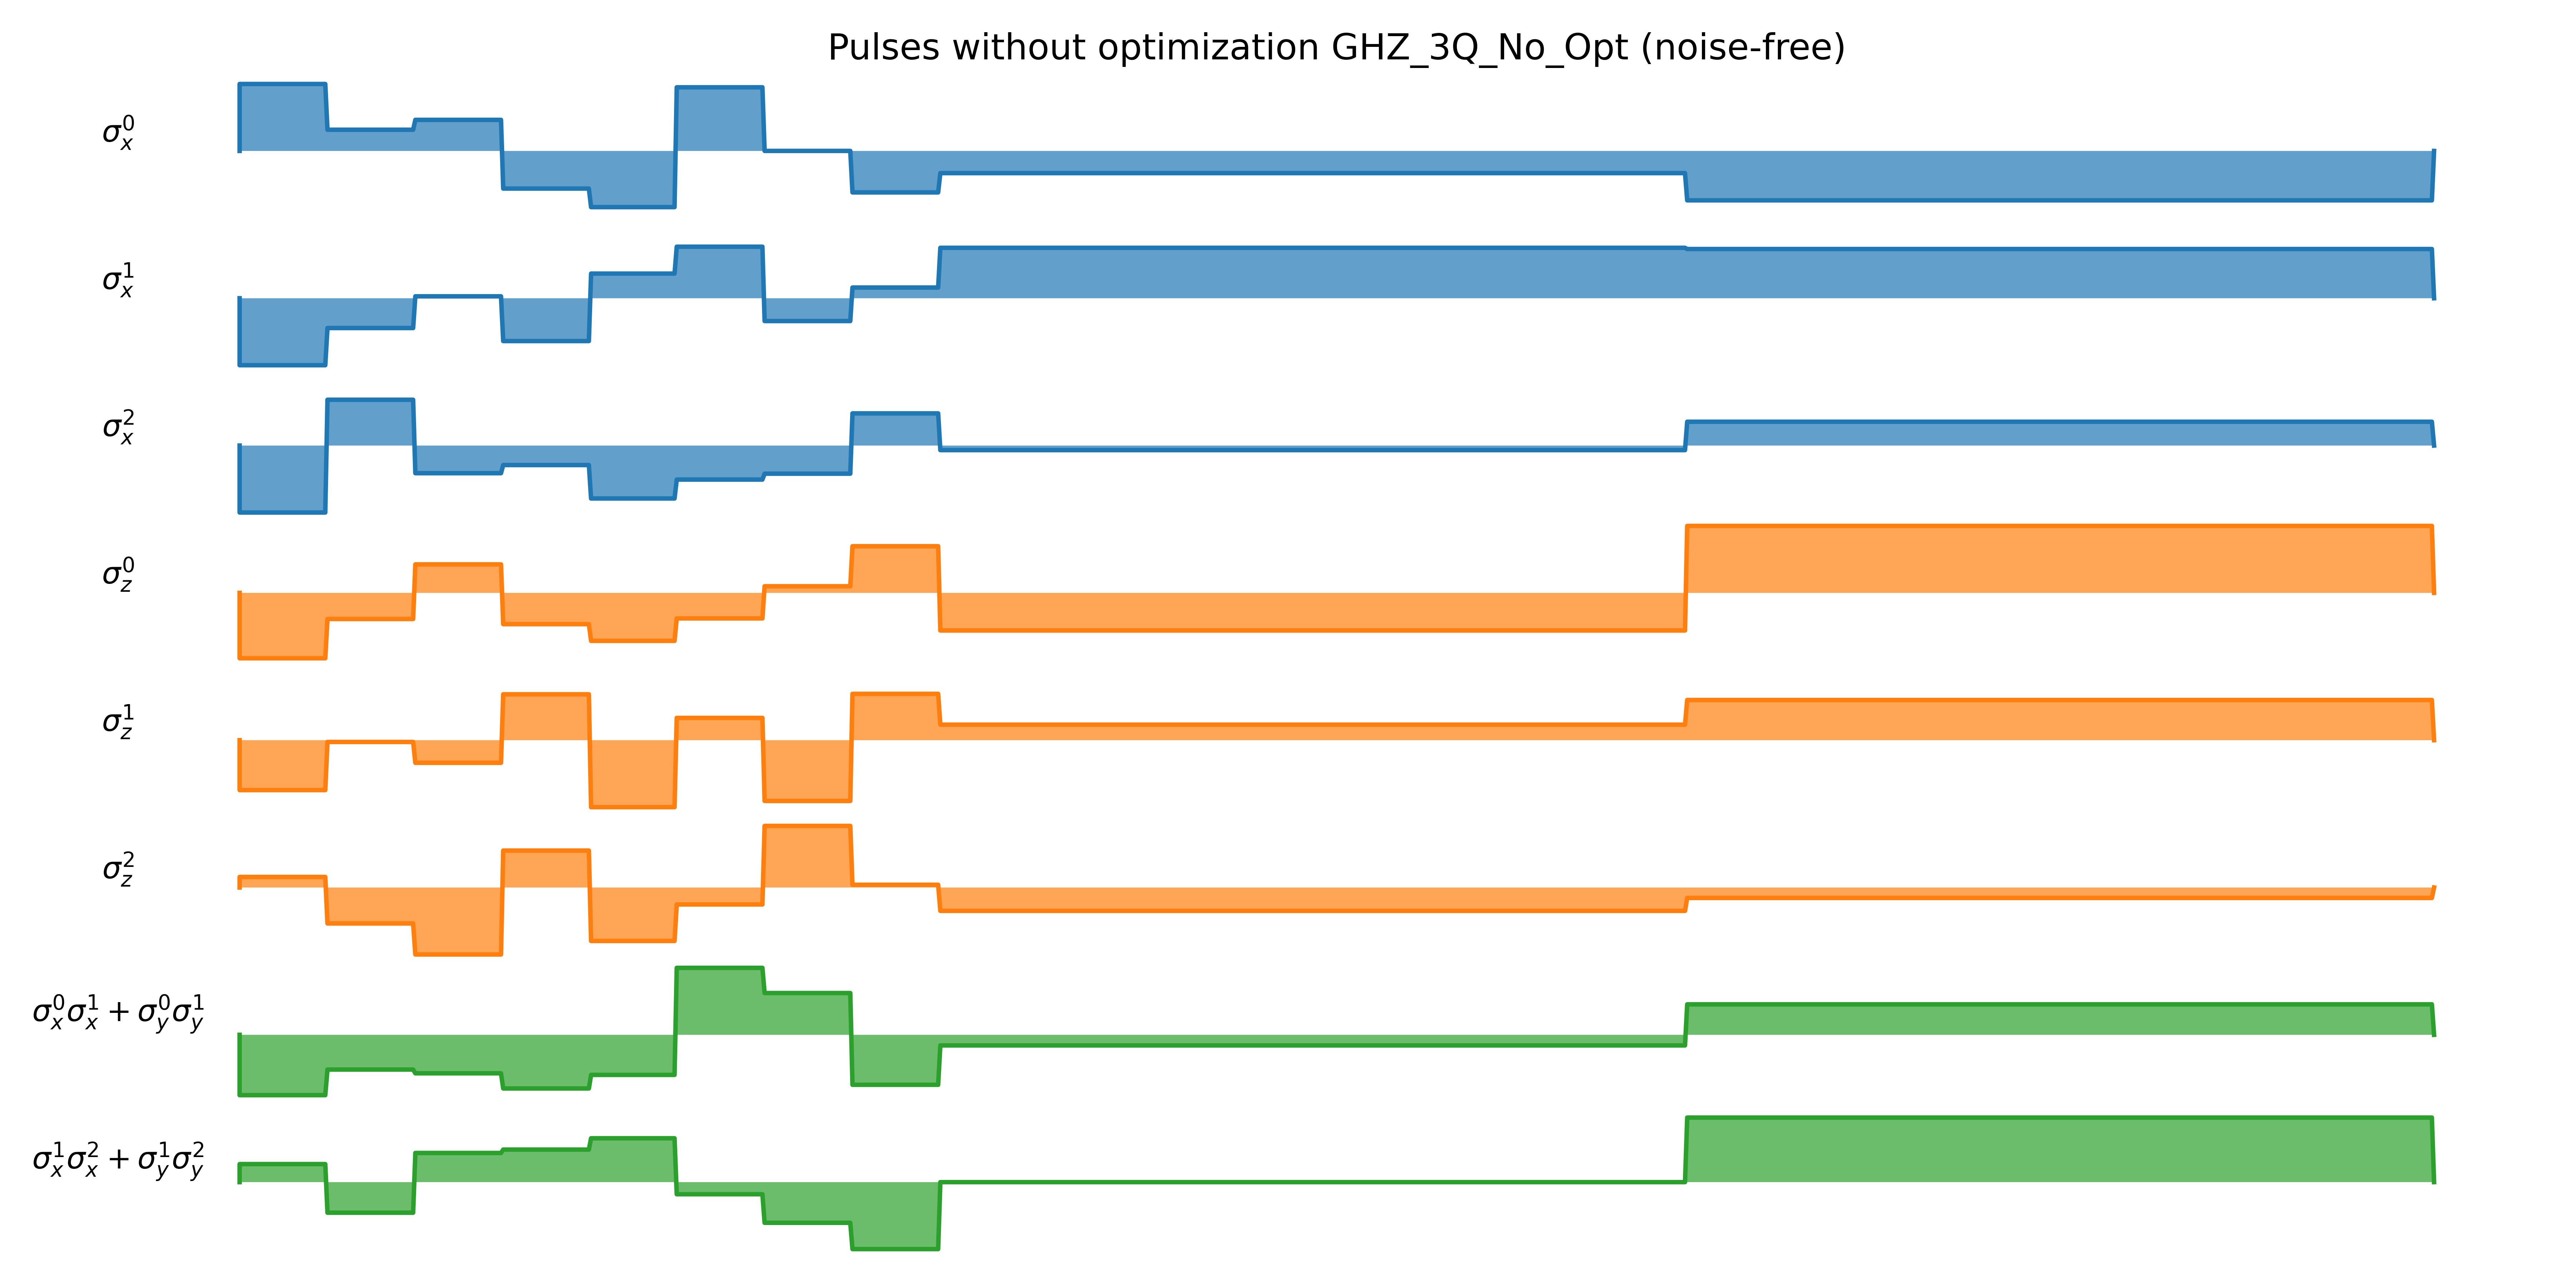 Pulses without optimization GHZ_3Q_No_Opt (noise-free)
σ_x^0
σ_x^1
σ_x^2
σ_z^0
σ_z^1
σ_z^2
σ_x^0σ_x^1 + σ_y^0σ_y^1
σ_x^1σ_x^2 + σ_y^1σ_y^2